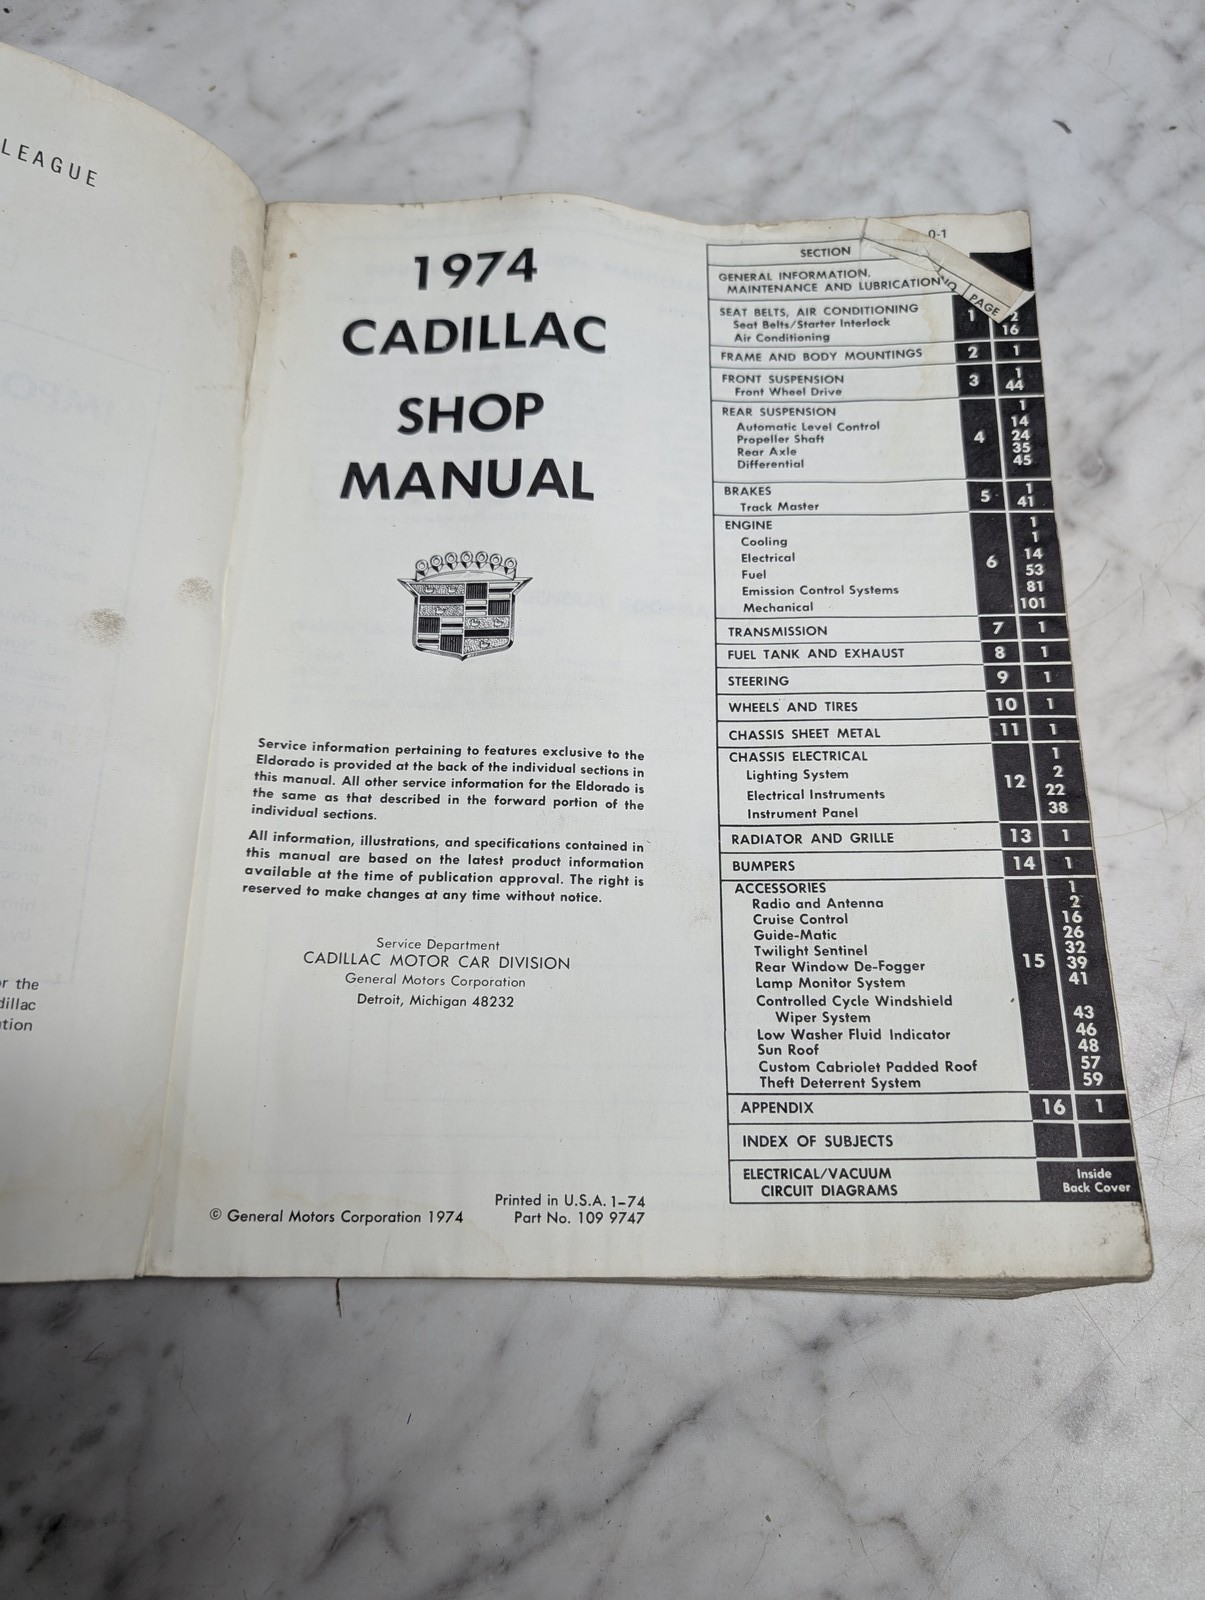 LEAGUE
r the
dillac
tion
1974
CADILLAC
SHOP
MANUAL
Service information pertaining to features exclusive to the
Eldorado is provided at the back of the individual sections in
this manual. All other service information for the Eldorado is
the same as that described in the forward portion of the
individual sections.
All information, illustrations, and specifications contained in
this manual are based on the latest product information
available at the time of publication approval. The right is
reserved to make changes at any time without notice.
Service Department
CADILLAC MOTOR CAR DIVISION
General Motors Corporation
Detroit, Michigan 48232
Printed in U.S.A. 1-74
© General Motors Corporation 1974 Part No. 109 9747
0-1
SECTION NO. PAGE
GENERAL INFORMATION,
MAINTENANCE AND LUBRICATION
SEAT BELTS, AIR CONDITIONING 1
Seat Belts/Starter Interlock 2
Air Conditioning 16
FRAME AND BODY MOUNTINGS 2 1
FRONT SUSPENSION 3 1
Front Wheel Drive 44
REAR SUSPENSION 4 1
Automatic Level Control 14
Propeller Shaft 24
Rear Axle 35
Differential 45
BRAKES 5 1
Track Master 41
ENGINE 6 1
Cooling 1
Electrical 14
Fuel 53
Emission Control Systems 81
Mechanical 101
TRANSMISSION 7 1
FUEL TANK AND EXHAUST 8 1
STEERING 9 1
WHEELS AND TIRES 10 1
CHASSIS SHEET METAL 11 1
CHASSIS ELECTRICAL 12 1
Lighting System 2
Electrical Instruments 22
Instrument Panel 38
RADIATOR AND GRILLE 13 1
BUMPERS 14 1
ACCESSORIES 15 1
Radio and Antenna 2
Cruise Control 16
Guide-Matic 26
Twilight Sentinel 32
Rear Window De-Fogger 39
Lamp Monitor System 41
Controlled Cycle Windshield
Wiper System 43
Low Washer Fluid Indicator 46
Sun Roof 48
Custom Cabriolet Padded Roof 57
Theft Deterrent System 59
APPENDIX 16 1
INDEX OF SUBJECTS
ELECTRICAL/VACUUM Inside
CIRCUIT DIAGRAMS Back Cover